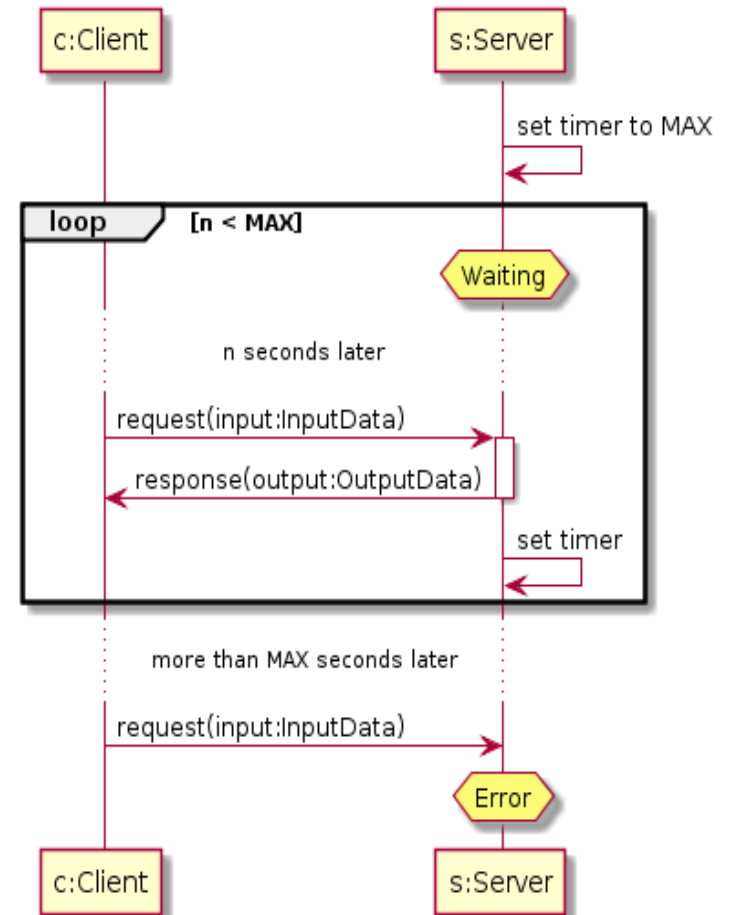 c:Client
s:Server
set timer to MAX
loop [n < MAX]
Waiting
n seconds later
request(input:InputData)
response(output:OutputData)
set timer
more than MAX seconds later
request(input:InputData)
Error
c:Client
s:Server